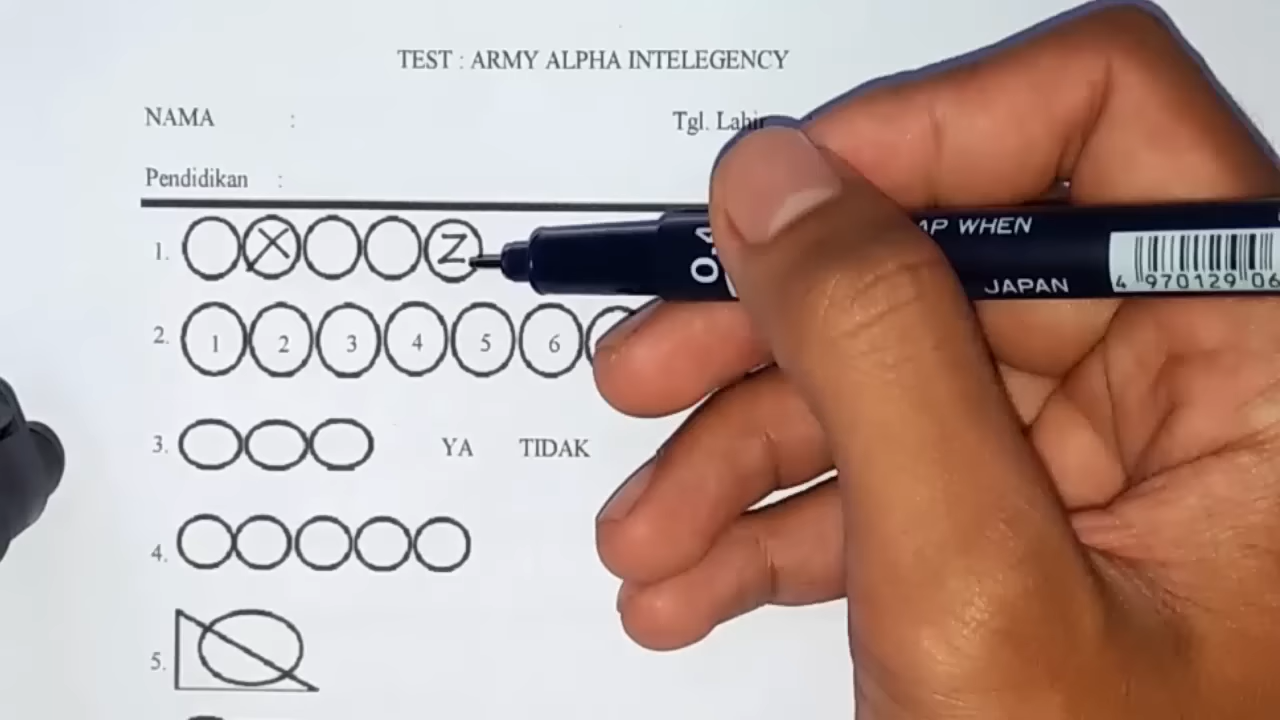 TEST : ARMY ALPHA INTELEGENCY
NAMA :
Tgl. Lahir
Pendidikan :
1. X Z
2. 1 2 3 4 5 6
3. YA TIDAK
4.
5.
0.4
AP WHEN
JAPAN
4 970129 06